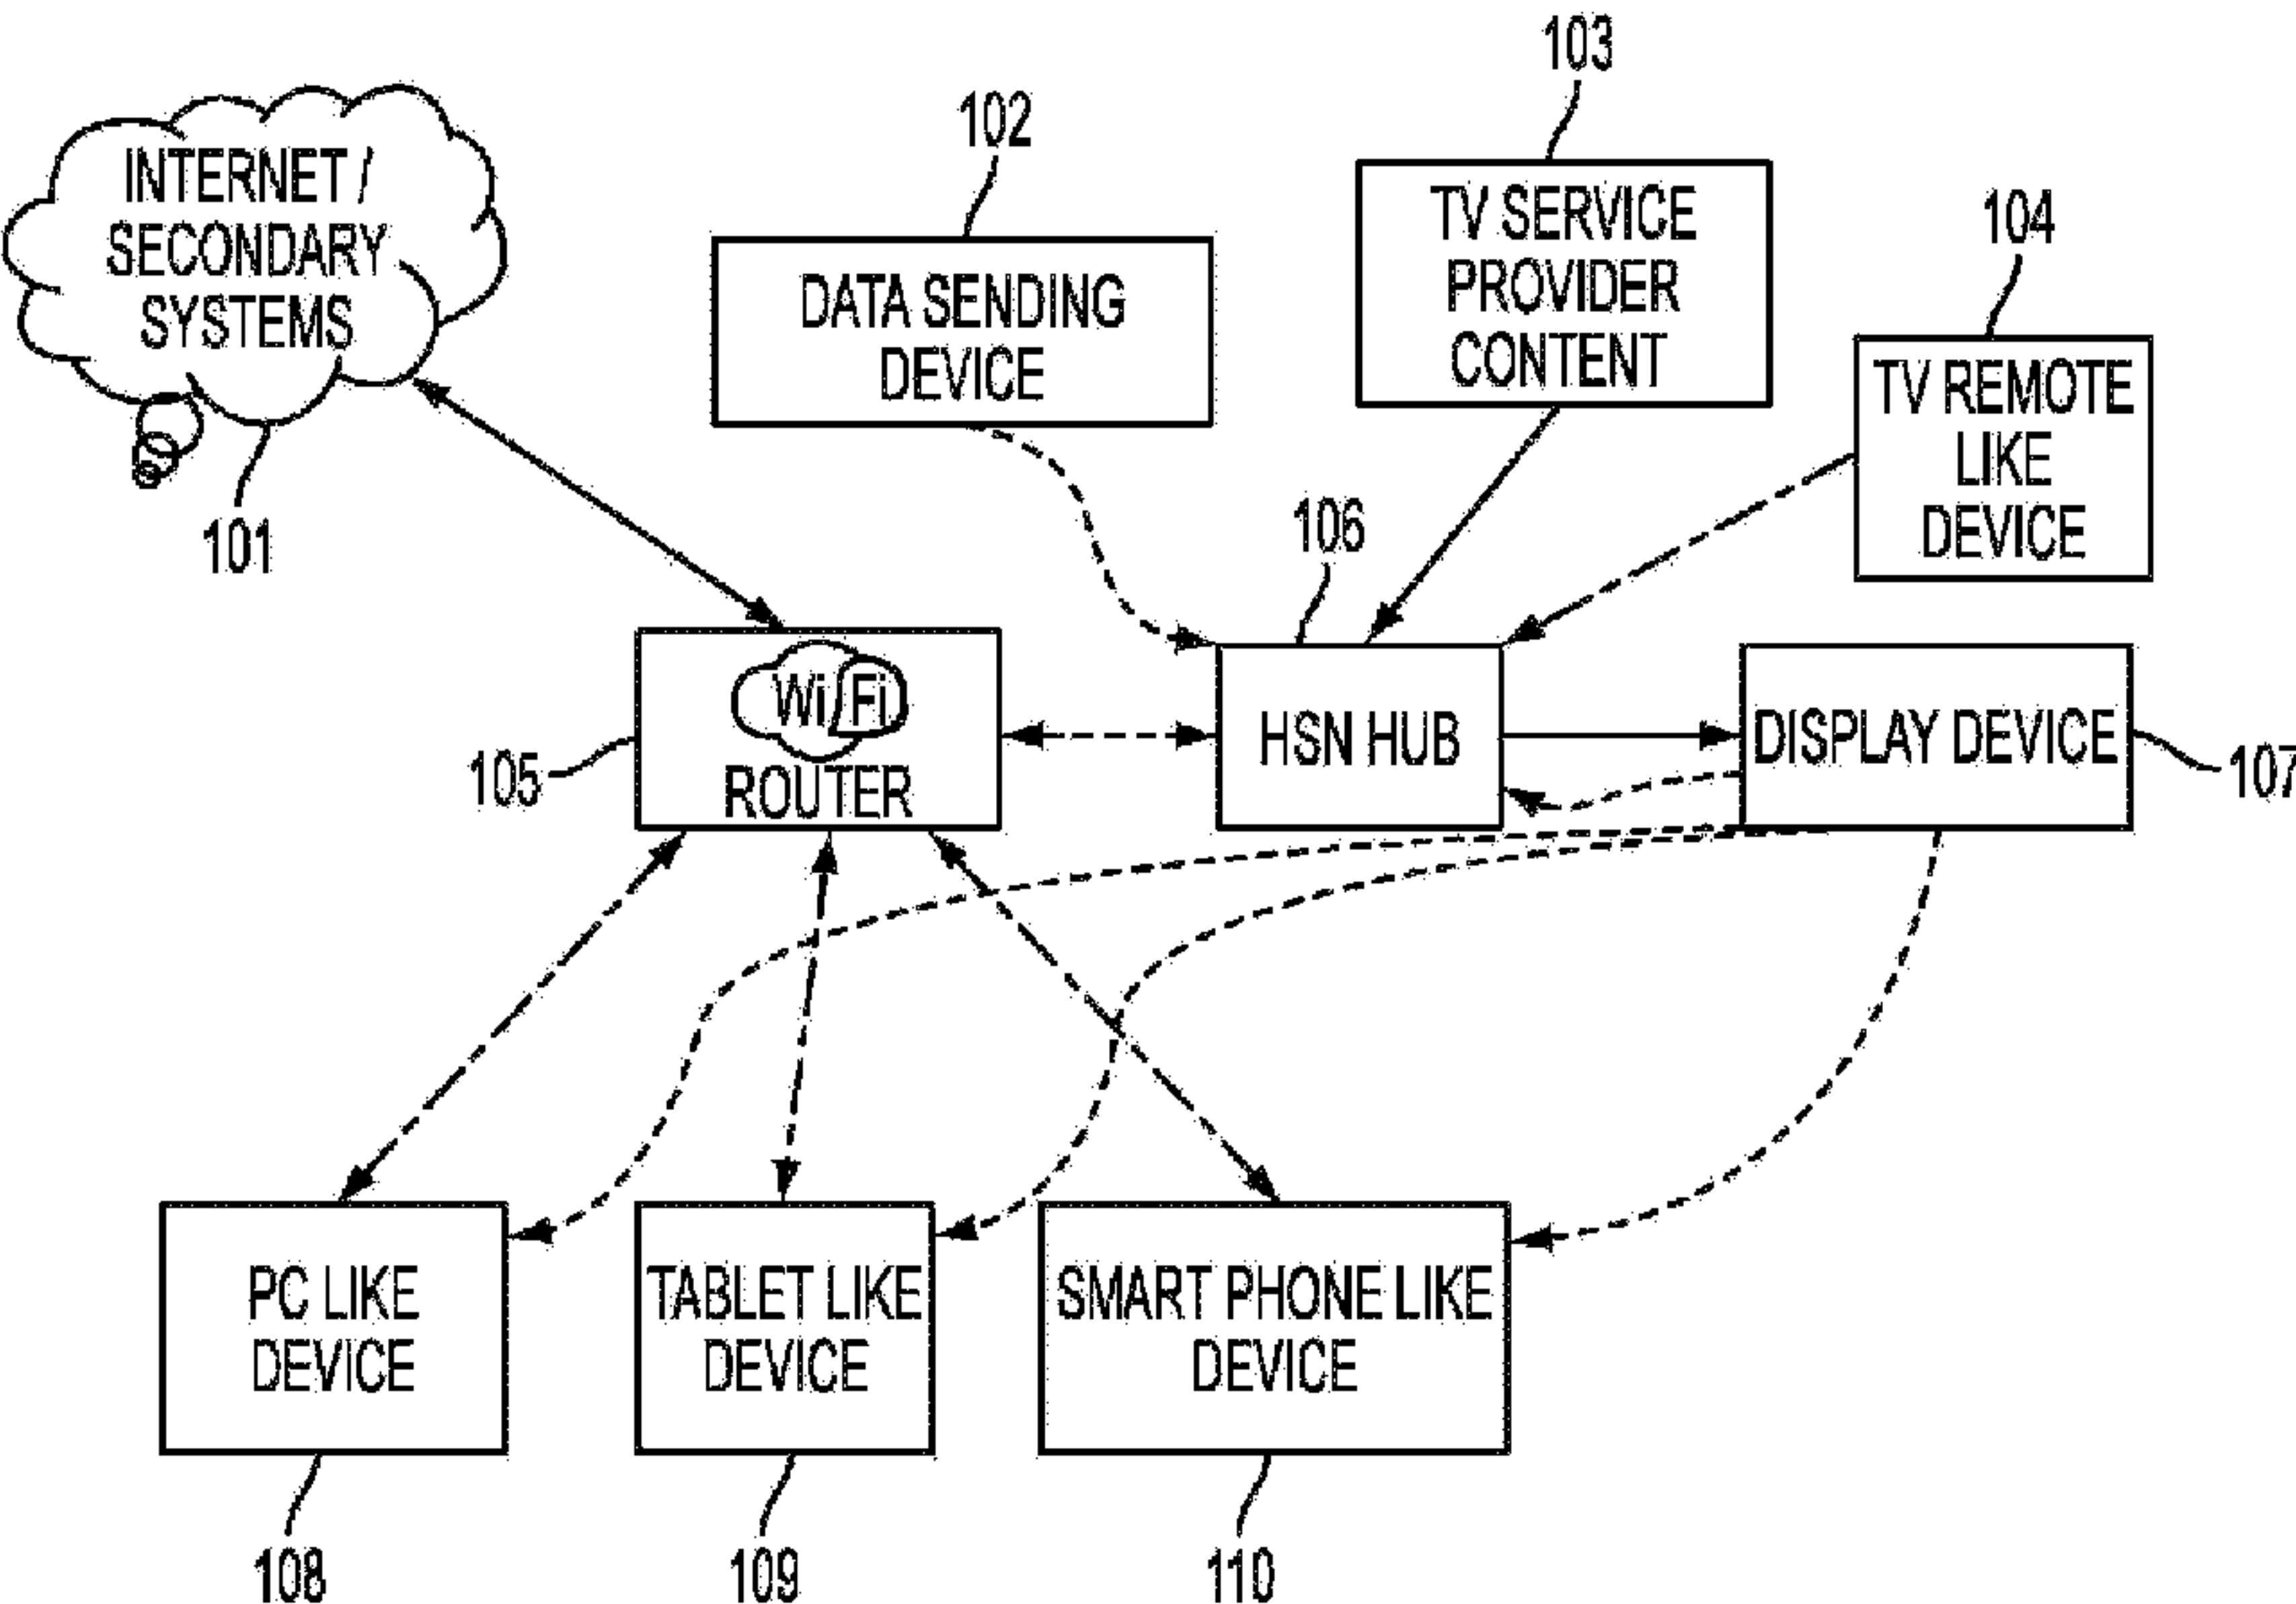 103
102
INTERNET /
SECONDARY
SYSTEMS
TV SERVICE
PROVIDER
CONTENT
104
DATA SENDING
DEVICE
TV REMOTE
LIKE
DEVICE
101
106
Wi Fi
ROUTER
HSN HUB
DISPLAY DEVICE
105
107
PC LIKE
DEVICE
TABLET LIKE
DEVICE
SMART PHONE LIKE
DEVICE
108
109
110